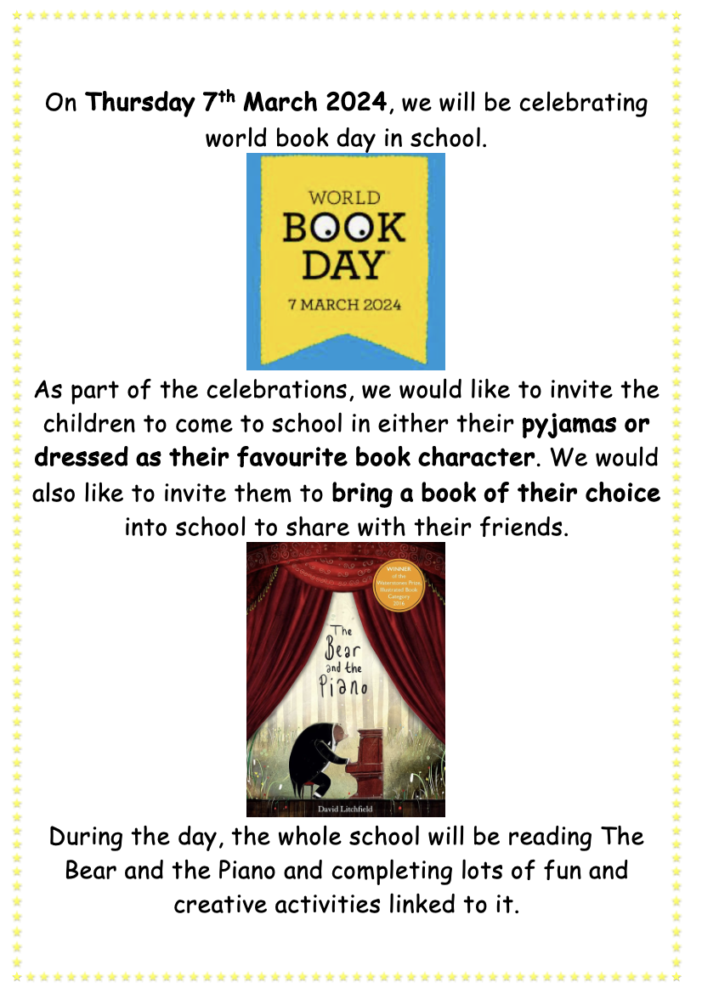 On Thursday 7th March 2024, we will be celebrating
world book day in school.
WORLD
BOOK
DAY
7 MARCH 2024
As part of the celebrations, we would like to invite the
children to come to school in either their pyjamas or
dressed as their favourite book character. We would
also like to invite them to bring a book of their choice
into school to share with their friends.
WINNER
of the
Waterstones Prize,
Illustrated Book
Category
2016
The
Bear
and the
Piano
David Litchfield
During the day, the whole school will be reading The
Bear and the Piano and completing lots of fun and
creative activities linked to it.